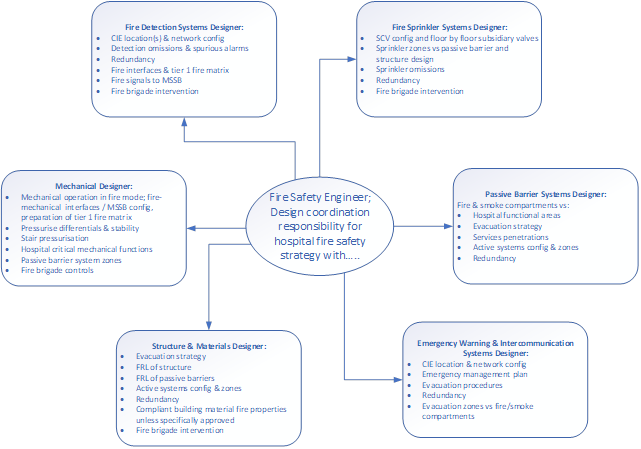 Fire Detection Systems Designer:
• CIE location(s) & network config
• Detection omissions & spurious alarms
• Redundancy
• Fire interfaces & tier 1 fire matrix
• Fire signals to MSSB
• Fire brigade intervention
Fire Sprinkler Systems Designer:
• SCV config and floor by floor subsidiary valves
• Sprinkler zones vs passive barrier and
structure design
• Sprinkler omissions
• Redundancy
• Fire brigade intervention
Mechanical Designer:
• Mechanical operation in fire mode; fire-
mechanical interfaces / MSSB config,
preparation of tier 1 fire matrix
• Pressurise differentials & stability
• Stair pressurisation
• Hospital critical mechanical functions
• Passive barrier system zones
• Fire brigade controls
Fire Safety Engineer;
Design coordination
responsibility for
hospital fire safety
strategy with…..
Passive Barrier Systems Designer:
Fire & smoke compartments vs:
• Hospital functional areas
• Evacuation strategy
• Services penetrations
• Active systems config & zones
• Redundancy
Structure & Materials Designer:
• Evacuation strategy
• FRL of structure
• FRL of passive barriers
• Active systems config & zones
• Redundancy
• Compliant building material fire properties
unless specifically approved
• Fire brigade intervention
Emergency Warning & Intercommunication
Systems Designer:
• CIE location & network config
• Emergency management plan
• Evacuation procedures
• Redundancy
• Evacuation zones vs fire/smoke
compartments